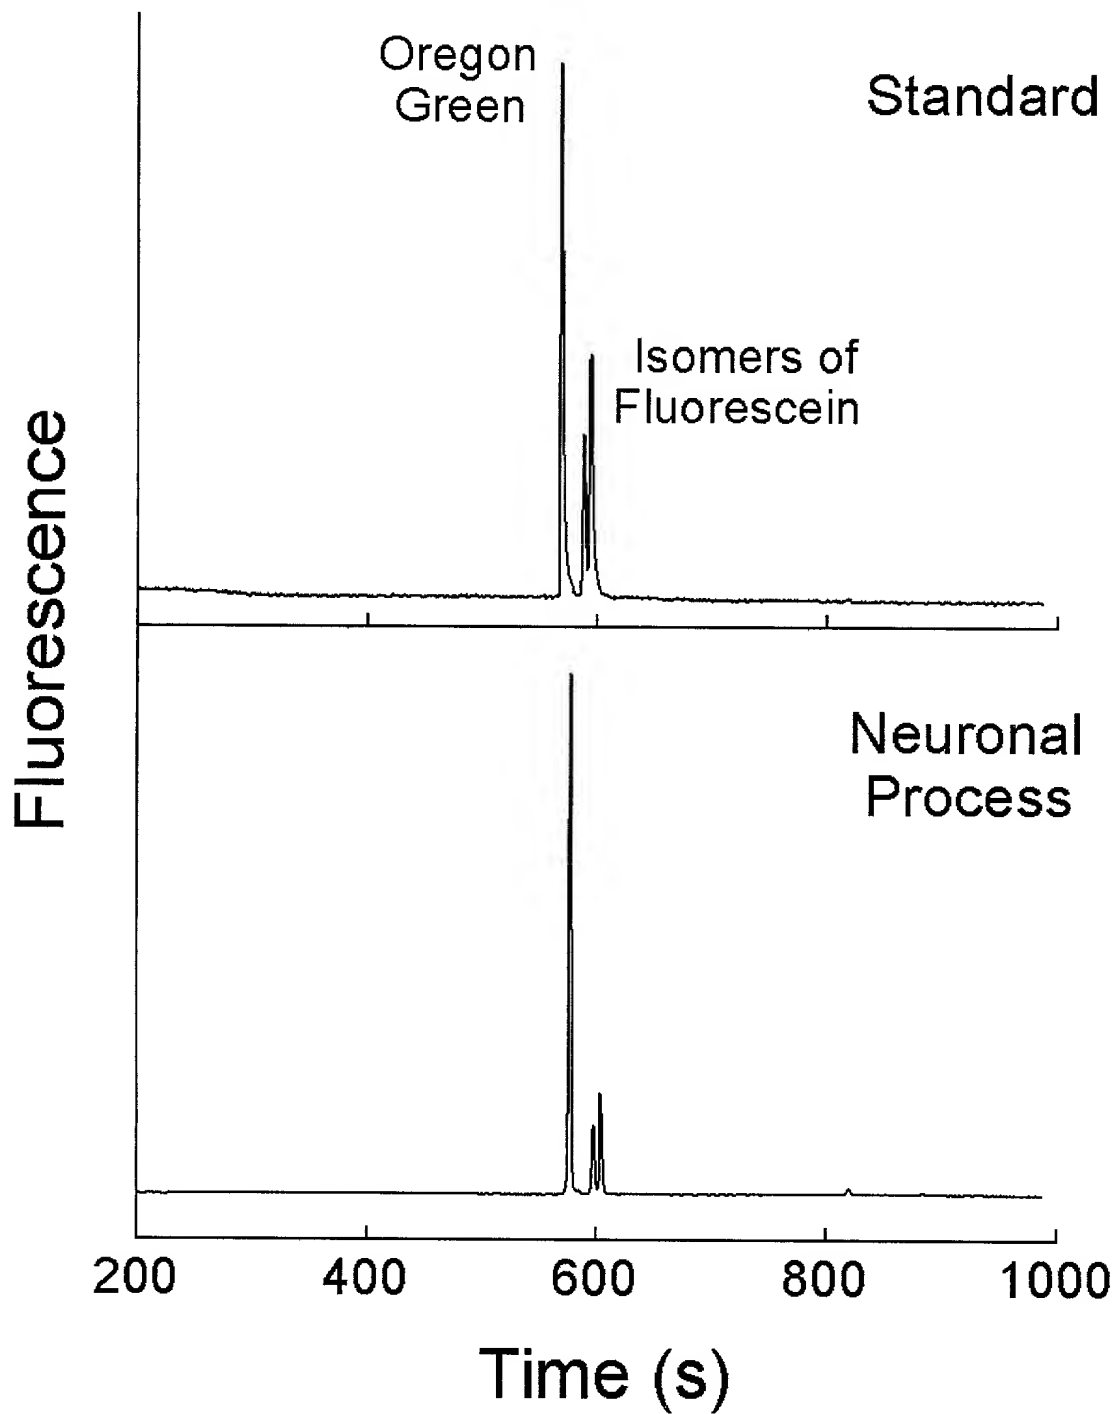 Oregon
Green
Standard
Isomers of
Fluorescein
Fluorescence
Neuronal
Process
200 400 600 800 1000
Time (s)